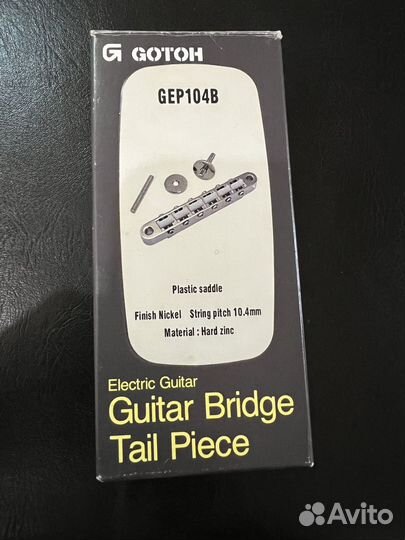 GOTOH
GEP104B
Plastic saddle
Finish Nickel String pitch 10.4mm
Material : Hard zinc
Electric Guitar
Guitar Bridge
Tail Piece
Avito